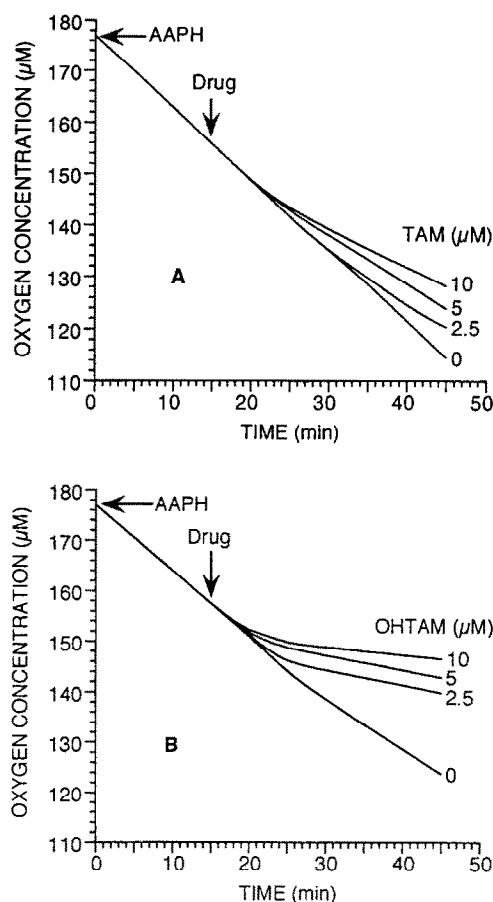 180
AAPH
170
Drug
160
150
TAM (µM)
140
10
130
A
5
2.5
120
0
110
0 10 20 30 40 50
TIME (min)
OXYGEN CONCENTRATION (µM)
180
AAPH
170
Drug
160
150
OHTAM (µM)
10
5
140
2.5
130
B
0
120
110
0 10 20 30 40 50
TIME (min)
OXYGEN CONCENTRATION (µM)